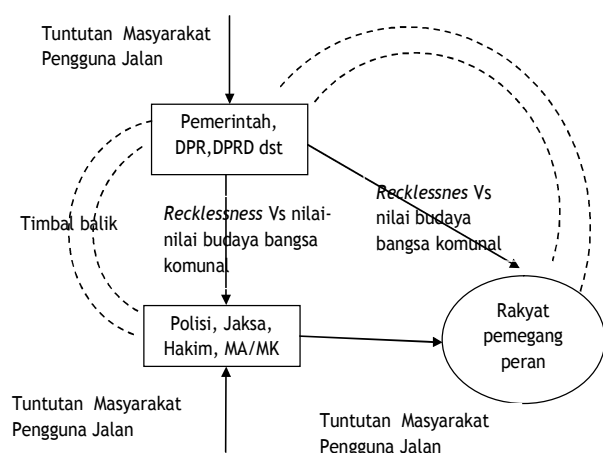 Tuntutan Masyarakat
Pengguna Jalan
Pemerintah,
DPR,DPRD dst
Timbal balik
Recklessness Vs nilai-
nilai budaya bangsa
komunal
Recklesnes Vs
nilai budaya
bangsa komunal
Polisi, Jaksa,
Hakim, MA/MK
Rakyat
pemegang
peran
Tuntutan Masyarakat
Pengguna Jalan
Tuntutan Masyarakat
Pengguna Jalan